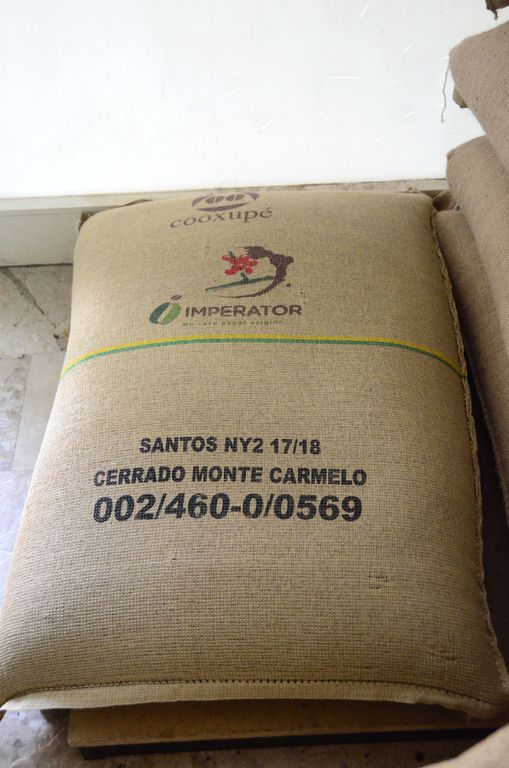 cooxupé
IMPERATOR
we care about origins
SANTOS NY2 17/18
CERRADO MONTE CARMELO
002/460-0/0569